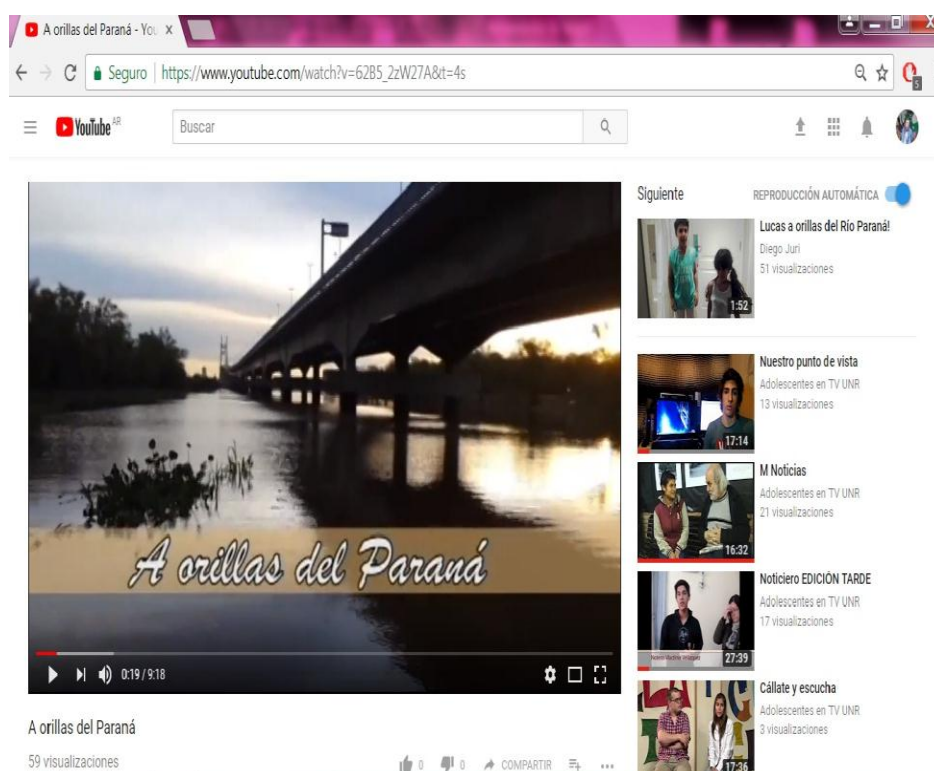 A orillas del Paraná - You
Seguro | https://www.youtube.com/watch?v=62B5_2zW27A&t=4s
5
YouTube AR
Buscar
A orillas del Paraná
0:19 / 9:18
A orillas del Paraná
59 visualizaciones
0 0 COMPARTIR
Siguiente REPRODUCCIÓN AUTOMÁTICA
Lucas a orillas del Río Paraná!
Diego Juri
51 visualizaciones
1:52
Nuestro punto de vista
Adolescentes en TV UNR
13 visualizaciones
17:14
M Noticias
Adolescentes en TV UNR
21 visualizaciones
16:32
Noticiero EDICIÓN TARDE
Adolescentes en TV UNR
17 visualizaciones
27:39
Cállate y escucha
Adolescentes en TV UNR
3 visualizaciones
17:36